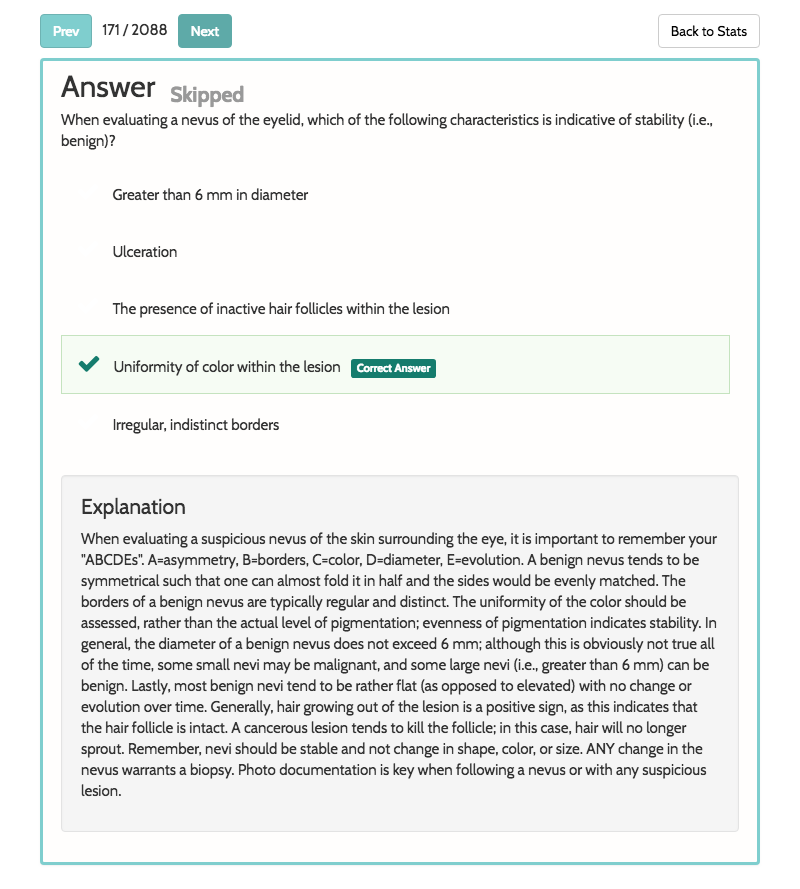 Prev 171 / 2088 Next Back to Stats
Answer Skipped
When evaluating a nevus of the eyelid, which of the following characteristics is indicative of stability (i.e.,
benign)?
Greater than 6 mm in diameter
Ulceration
The presence of inactive hair follicles within the lesion
Uniformity of color within the lesion Correct Answer
Irregular, indistinct borders
Explanation
When evaluating a suspicious nevus of the skin surrounding the eye, it is important to remember your
"ABCDEs". A=asymmetry, B=borders, C=color, D=diameter, E=evolution. A benign nevus tends to be
symmetrical such that one can almost fold it in half and the sides would be evenly matched. The
borders of a benign nevus are typically regular and distinct. The uniformity of the color should be
assessed, rather than the actual level of pigmentation; evenness of pigmentation indicates stability. In
general, the diameter of a benign nevus does not exceed 6 mm; although this is obviously not true all
of the time, some small nevi may be malignant, and some large nevi (i.e., greater than 6 mm) can be
benign. Lastly, most benign nevi tend to be rather flat (as opposed to elevated) with no change or
evolution over time. Generally, hair growing out of the lesion is a positive sign, as this indicates that
the hair follicle is intact. A cancerous lesion tends to kill the follicle; in this case, hair will no longer
sprout. Remember, nevi should be stable and not change in shape, color, or size. ANY change in the
nevus warrants a biopsy. Photo documentation is key when following a nevus or with any suspicious
lesion.